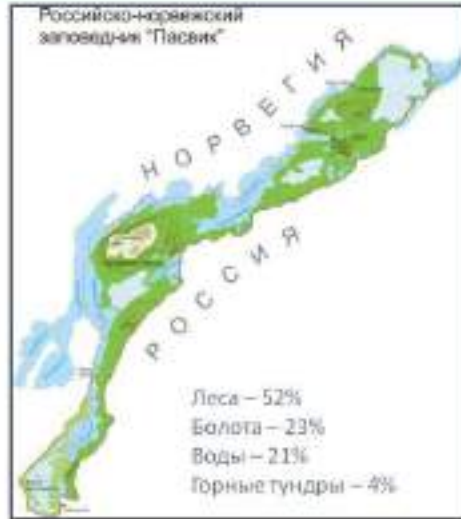 Российско-норвежский
заповедник "Пасвик"
НОРВЕГИЯ
РОССИЯ
Леса – 52%
Болота – 23%
Воды – 21%
Горные тундры – 4%